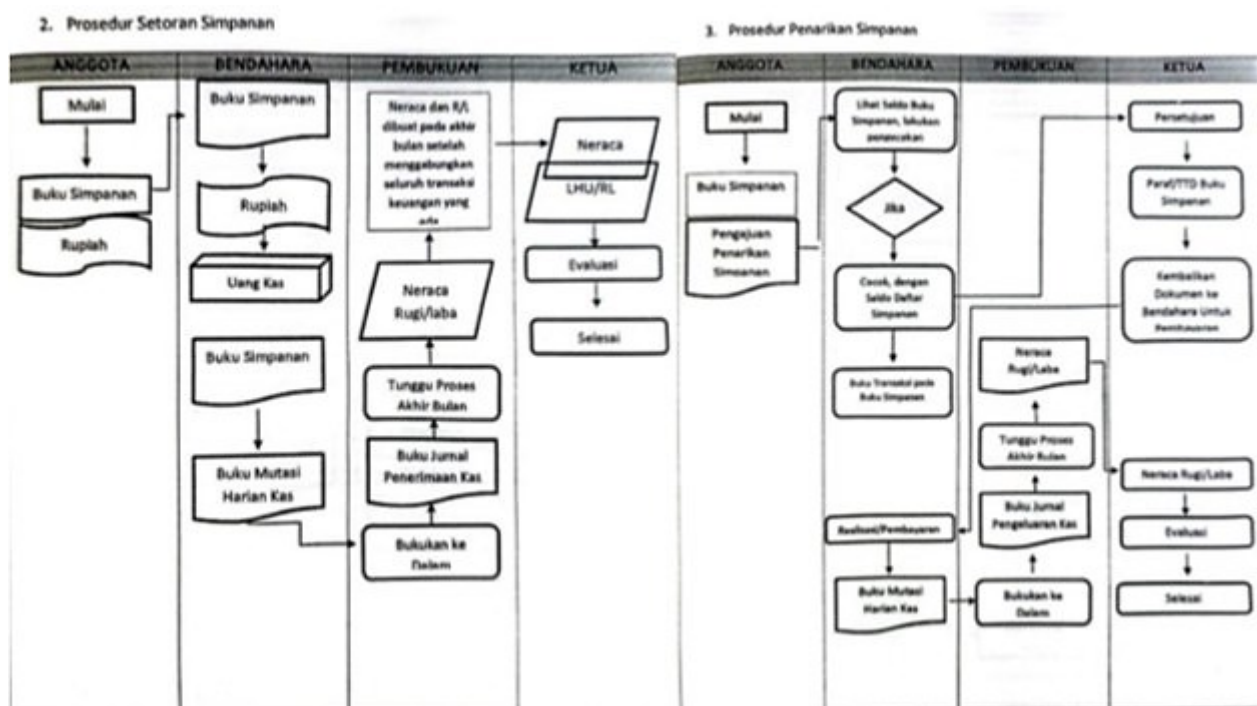 2. Prosedur Setoran Simpanan
ANGGOTA
BENDAHARA
PEMBUKUAN
KETUA
Mulai
Buku Simpanan
Rupiah
Buku Simpanan
Rupiah
Uang Kas
Buku Simpanan
Buku Mutasi
Harian Kas
Neraca dan R/L
dibuat pada akhir
bulan setelah
menggabungkan
seluruh transaksi
keuangan yang
ada
Neraca
Rugi/laba
Tunggu Proses
Akhir Bulan
Buku Jurnal
Penerimaan Kas
Bukukan ke
Dalam
Neraca
LHU/RL
Evaluasi
Selesai
3. Prosedur Penarikan Simpanan
ANGGOTA
BENDAHARA
PEMBUKUAN
KETUA
Mulai
Buku Simpanan
Pengajuan
Penarikan
Simpanan
Lihat Saldo Buku
Simpanan, lakukan
pengecekan
Jika
Cocok, dengan
Saldo Daftar
Simpanan
Buku Transaksi pada
Buku Simpanan
Realisasi/Pembayaran
Buku Mutasi
Harian Kas
Neraca
Rugi/Laba
Tunggu Proses
Akhir Bulan
Buku Jurnal
Pengeluaran Kas
Bukukan ke
Dalam
Persetujuan
Paraf/TTD Buku
Simpanan
Kembalikan
Dokumen ke
Bendahara Untuk
Pembayaran
Neraca Rugi/Laba
Evaluasi
Selesai